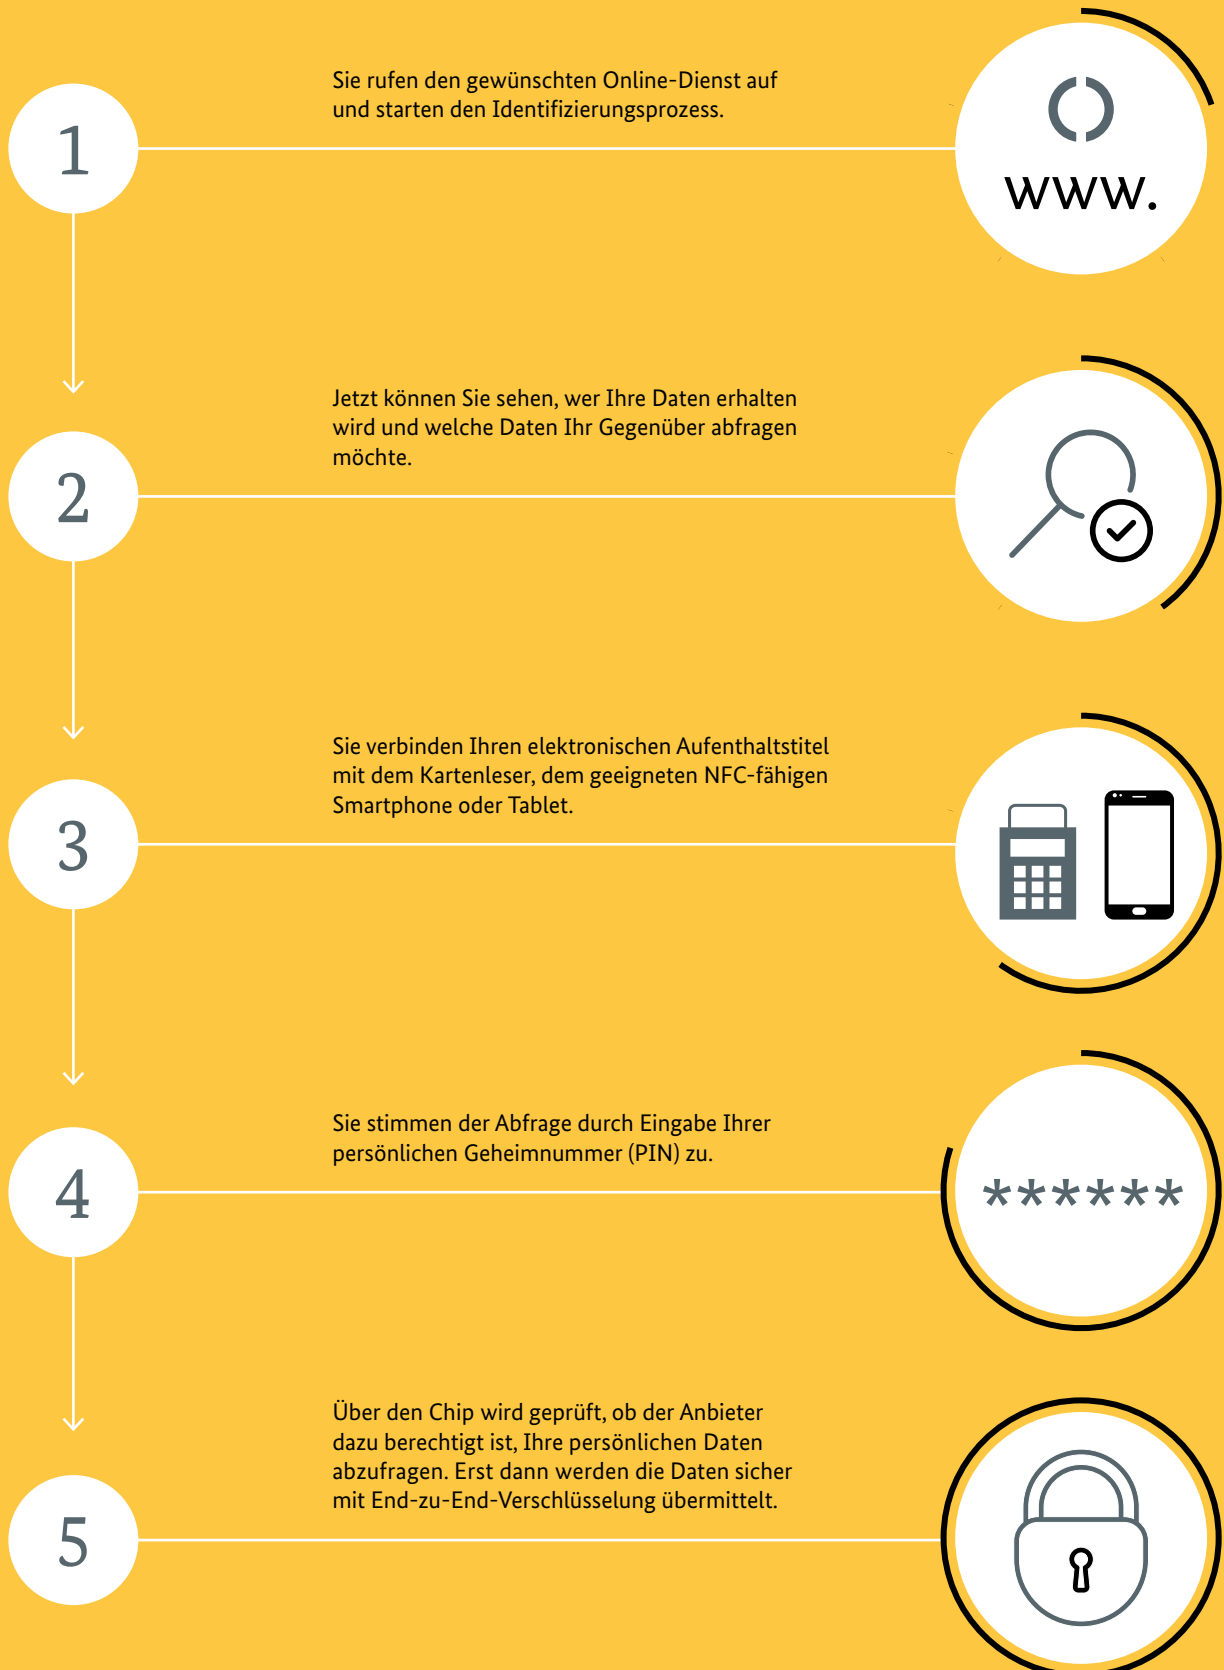 1
Sie rufen den gewünschten Online-Dienst auf
und starten den Identifizierungsprozess.
www.
2
Jetzt können Sie sehen, wer Ihre Daten erhalten
wird und welche Daten Ihr Gegenüber abfragen
möchte.
3
Sie verbinden Ihren elektronischen Aufenthaltstitel
mit dem Kartenleser, dem geeigneten NFC-fähigen
Smartphone oder Tablet.
4
Sie stimmen der Abfrage durch Eingabe Ihrer
persönlichen Geheimnummer (PIN) zu.
******
5
Über den Chip wird geprüft, ob der Anbieter
dazu berechtigt ist, Ihre persönlichen Daten
abzufragen. Erst dann werden die Daten sicher
mit End-zu-End-Verschlüsselung übermittelt.